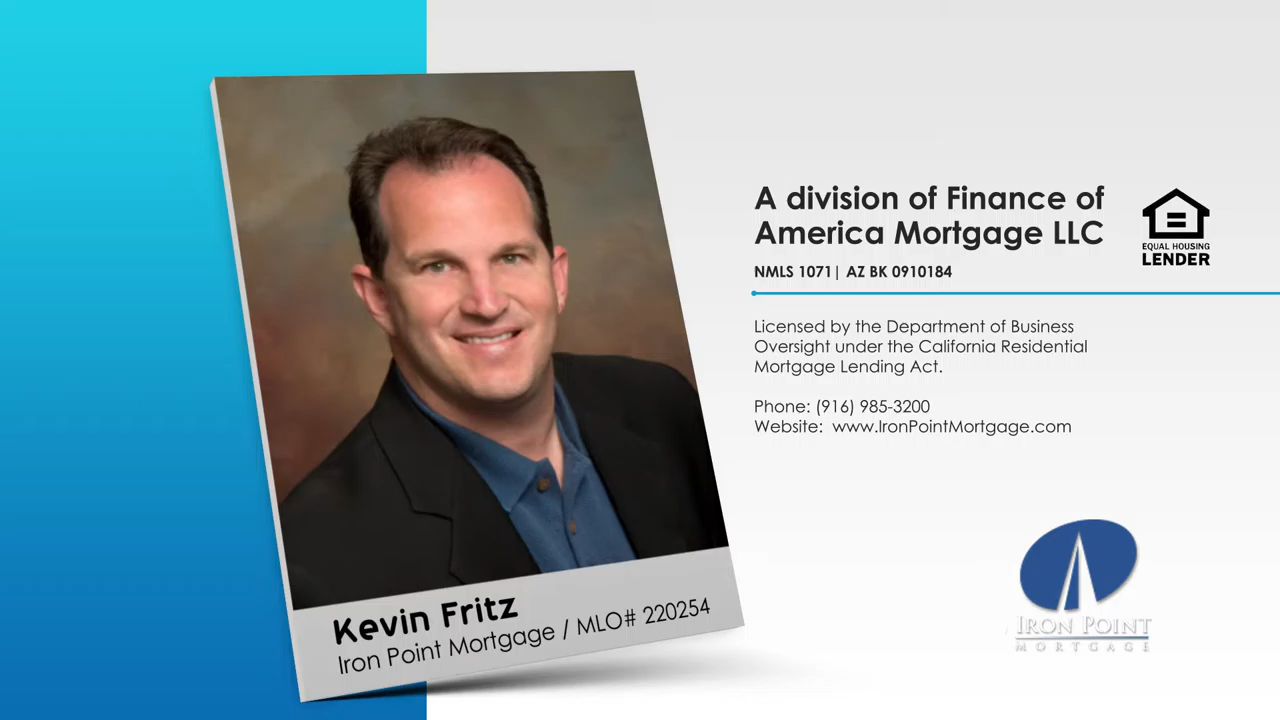 Kevin Fritz
Iron Point Mortgage / MLO# 220254
A division of Finance of
America Mortgage LLC
NMLS 1071| AZ BK 0910184
EQUAL HOUSING
LENDER
Licensed by the Department of Business
Oversight under the California Residential
Mortgage Lending Act.
Phone: (916) 985-3200
Website: www.IronPointMortgage.com
IRON POINT
MORTGAGE